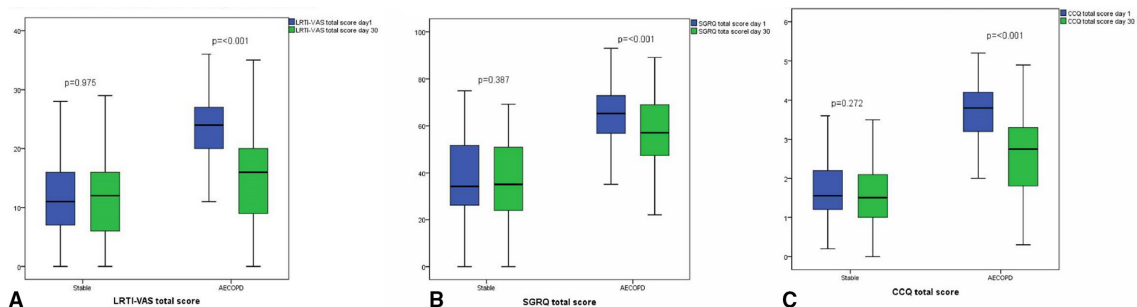 LRTI-VAS total score day1
LRTI-VAS total score day 30
p=0.975
p=<0.001
40
30
20
10
0
Stable
AECOPD
LRTI-VAS total score
A
SGRQ total score day 1
SGRQ total scorel day 30
p=0.387
p=<0.001
100
80
60
40
20
0
Stable
AECOPD
SGRQ total score
B
CCQ total score day 1
CCQ total score day 30
p=0.272
p=<0.001
6
5
4
3
2
1
0
Stable
AECOPD
CCQ total score
C